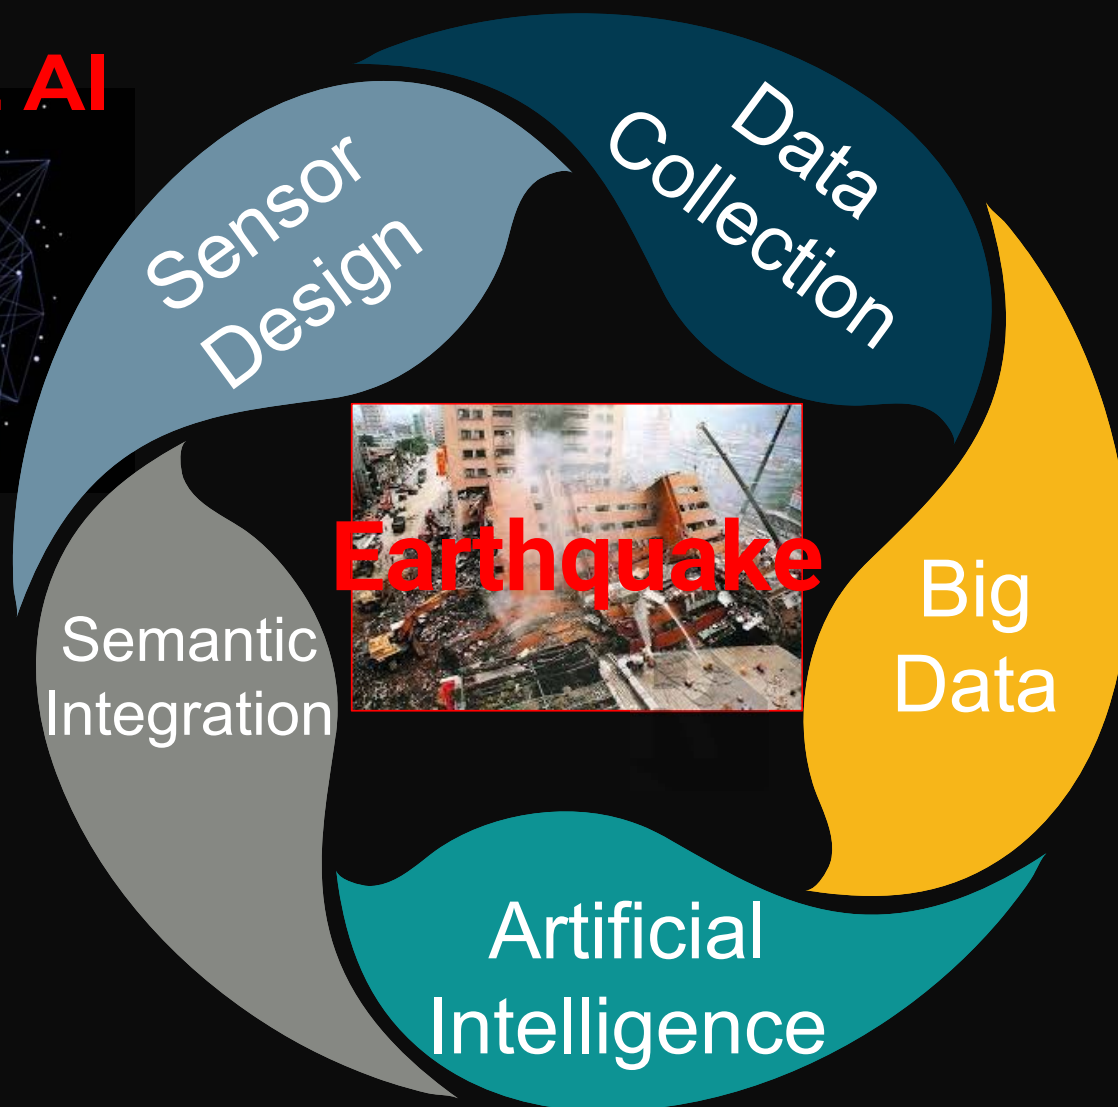 AI
Sensor
Design
Data
Collection
Earthquake
Big
Data
Semantic
Integration
Artificial
Intelligence